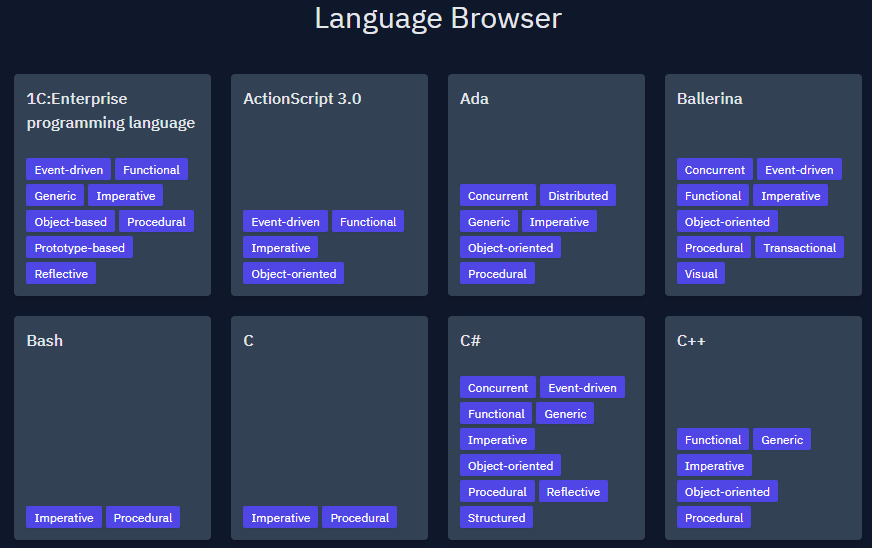 Language Browser
1C:Enterprise
programming language
Event-driven Functional
Generic Imperative
Object-based Procedural
Prototype-based
Reflective
ActionScript 3.0
Event-driven Functional
Imperative
Object-oriented
Ada
Concurrent Distributed
Generic Imperative
Object-oriented
Procedural
Ballerina
Concurrent Event-driven
Functional Imperative
Object-oriented
Procedural Transactional
Visual
Bash
Imperative Procedural
C
Imperative Procedural
C#
Concurrent Event-driven
Functional Generic
Imperative
Object-oriented
Procedural Reflective
Structured
C++
Functional Generic
Imperative
Object-oriented
Procedural